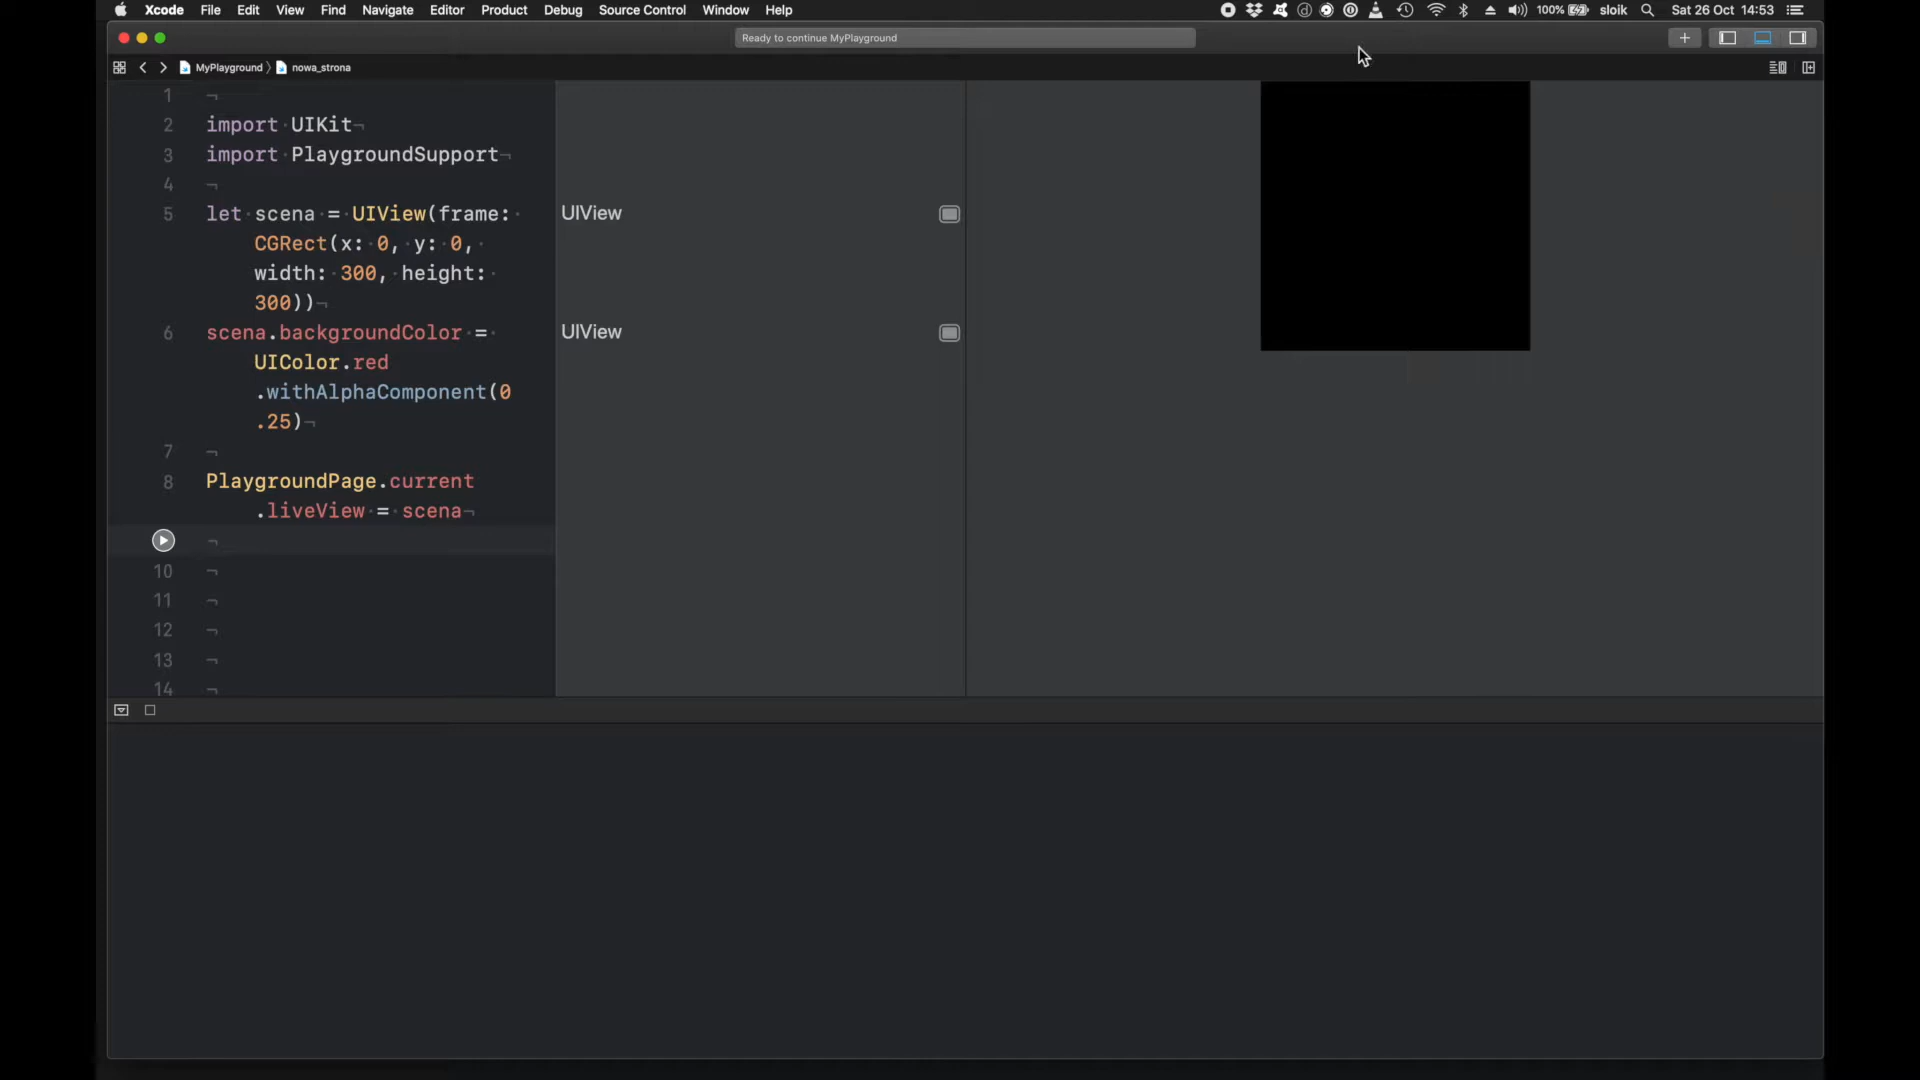 Xcode File Edit View Find Navigate Editor Product Debug Source Control Window Help 100% sloik Sat 26 Oct 14:53
Ready to continue MyPlayground
MyPlayground nowa_strona
1
2 import UIKit
3 import PlaygroundSupport
4
5 let scena = UIView(frame: UIView
CGRect(x: 0, y: 0,
width: 300, height:
300))
6 scena.backgroundColor = UIView
UIColor.red
.withAlphaComponent(0
.25)
7
8 PlaygroundPage.current
.liveView = scena
10
11
12
13
14